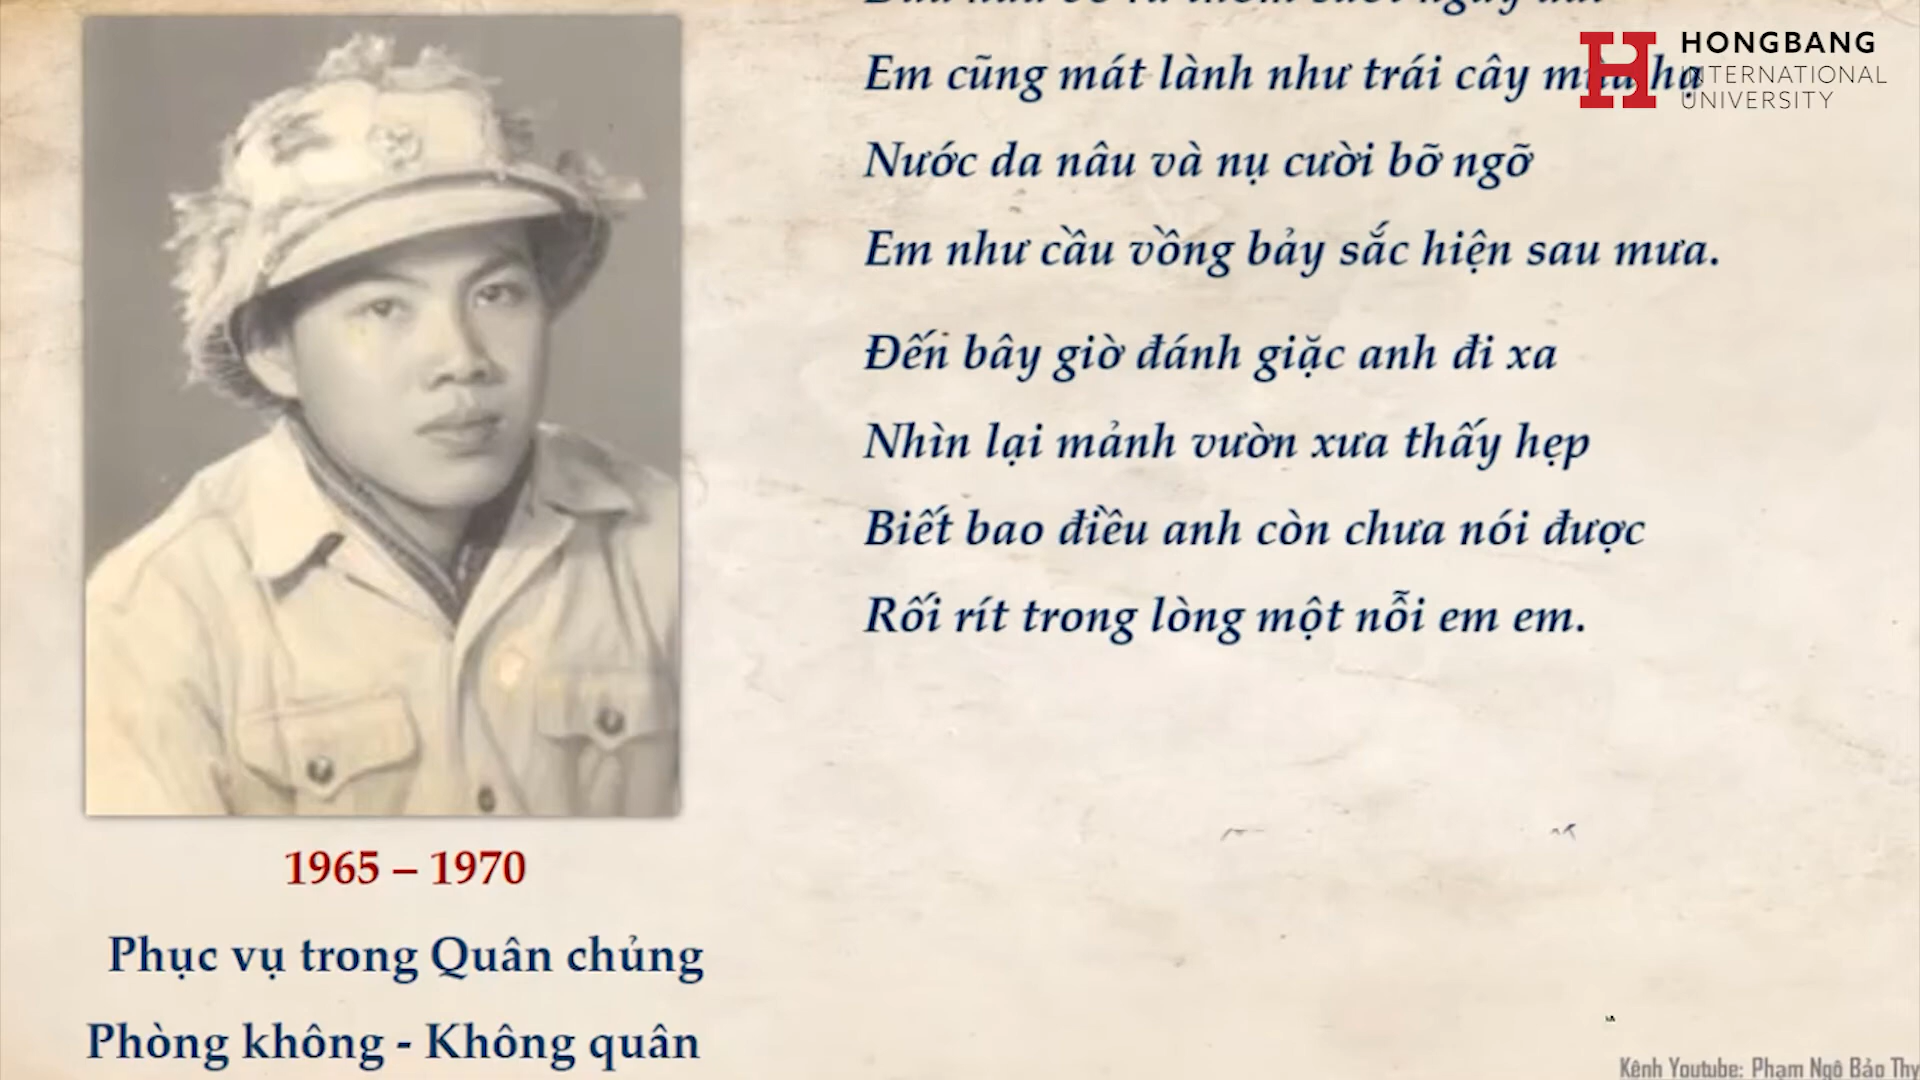 Em cũng mát lành như trái cây mùa hạ
Nước da nâu và nụ cười bỡ ngỡ
Em như cầu vồng bảy sắc hiện sau mưa.
Đến bây giờ đánh giặc anh đi xa
Nhìn lại mảnh vườn xưa thấy hẹp
Biết bao điều anh còn chưa nói được
Rối rít trong lòng một nỗi em em.
HONGBANG
INTERNATIONAL
UNIVERSITY
1965 – 1970
Phục vụ trong Quân chủng
Phòng không - Không quân
Kênh Youtube: Phạm Ngô Bảo Thy